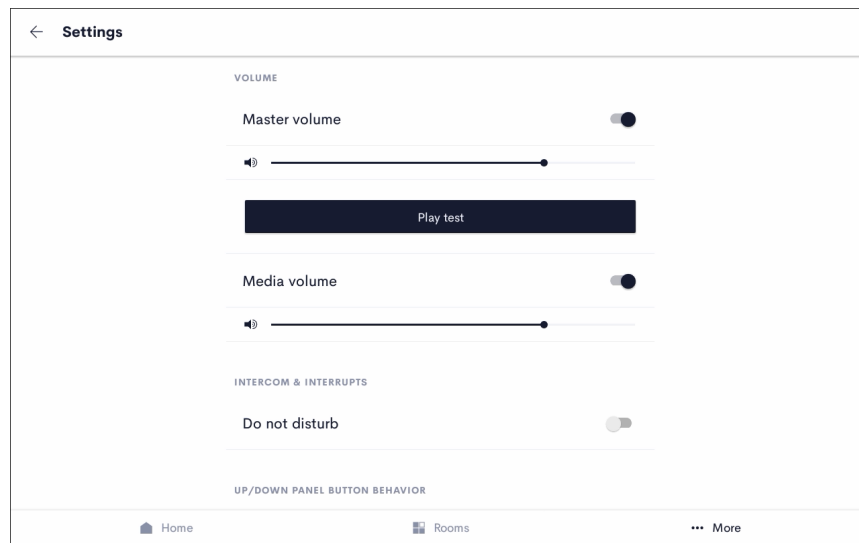 Settings
VOLUME
Master volume
Play test
Media volume
INTERCOM & INTERRUPTS
Do not disturb
UP/DOWN PANEL BUTTON BEHAVIOR
Home Rooms More